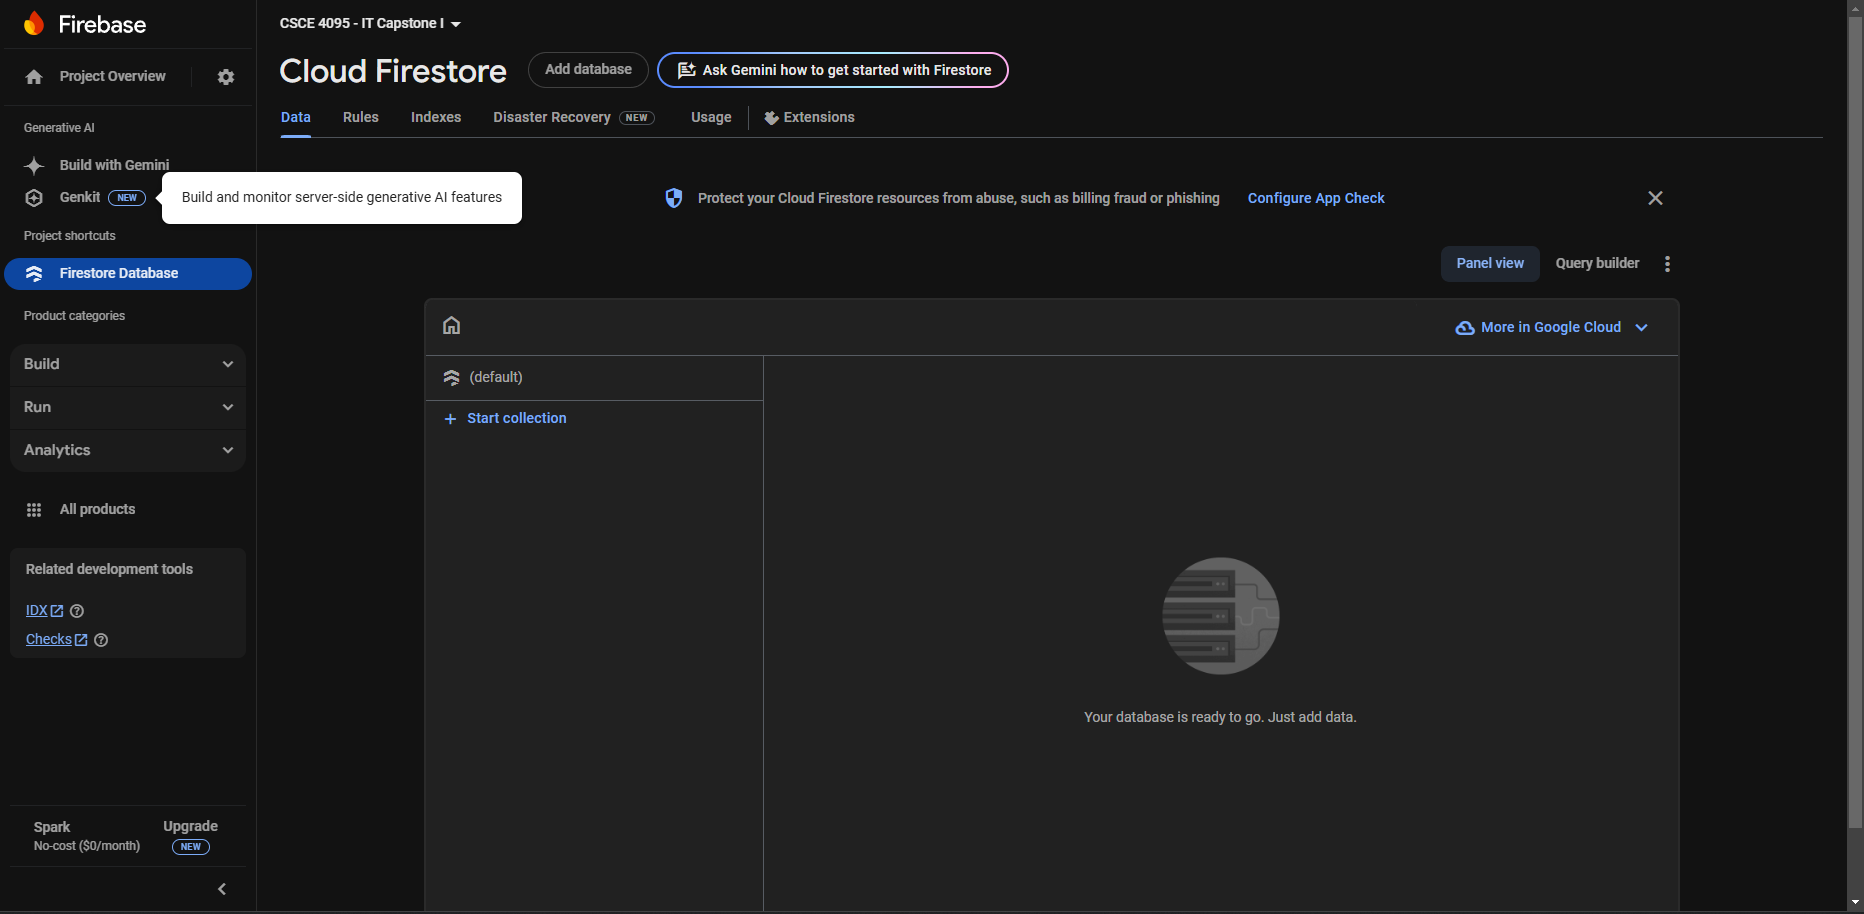 Firebase
Project Overview
Generative AI
Build with Gemini
Genkit NEW
Build and monitor server-side generative AI features
Project shortcuts
Firestore Database
Product categories
Build
Run
Analytics
All products
Related development tools
IDX
Checks
Spark
No-cost ($0/month)
Upgrade
NEW
CSCE 4095 - IT Capstone I
Cloud Firestore
Add database
Ask Gemini how to get started with Firestore
Data Rules Indexes Disaster Recovery NEW Usage Extensions
Protect your Cloud Firestore resources from abuse, such as billing fraud or phishing Configure App Check
Panel view Query builder
More in Google Cloud
(default)
+ Start collection
Your database is ready to go. Just add data.